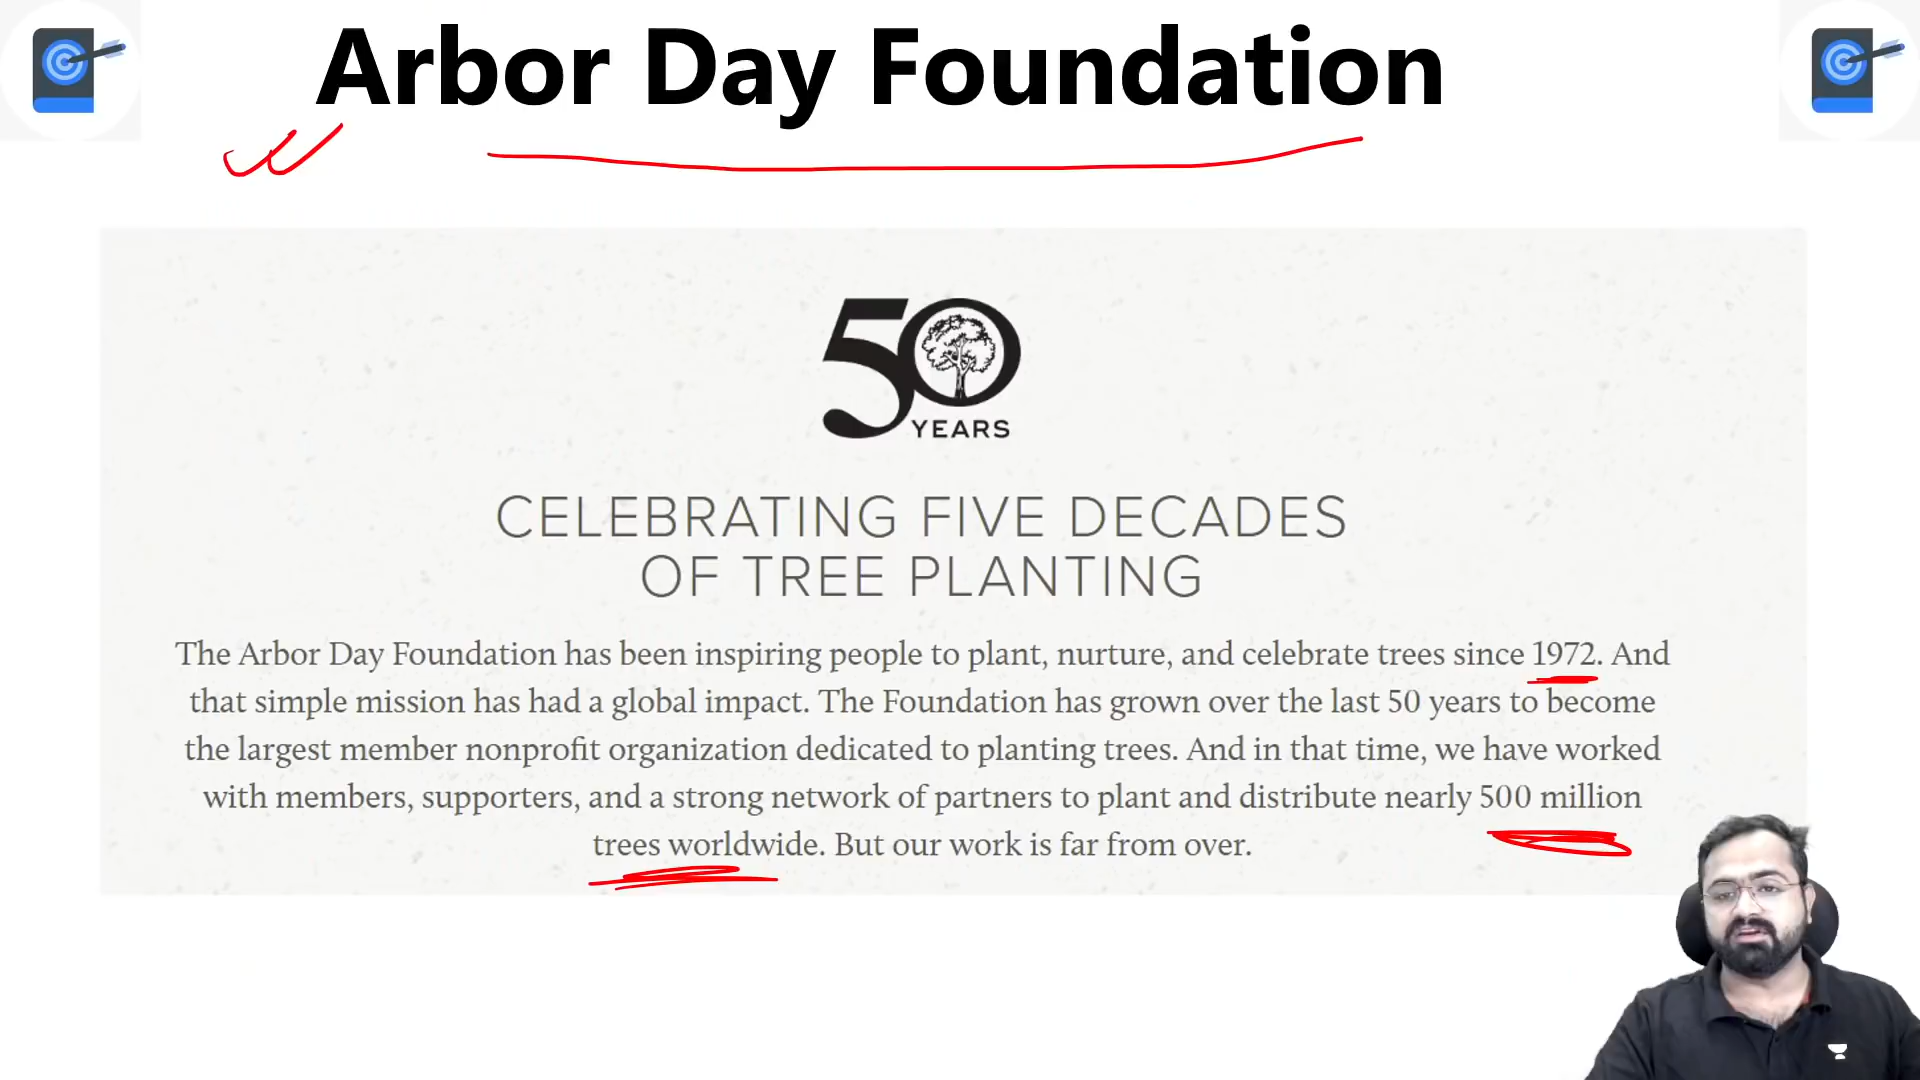 Arbor Day Foundation
50
YEARS
CELEBRATING FIVE DECADES
OF TREE PLANTING
The Arbor Day Foundation has been inspiring people to plant, nurture, and celebrate trees since 1972. And
that simple mission has had a global impact. The Foundation has grown over the last 50 years to become
the largest member nonprofit organization dedicated to planting trees. And in that time, we have worked
with members, supporters, and a strong network of partners to plant and distribute nearly 500 million
trees worldwide. But our work is far from over.